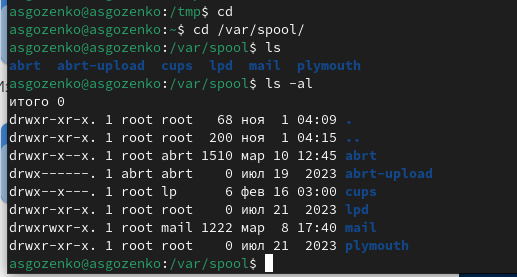 asgozenko@asgozenko:/tmp$ cd
asgozenko@asgozenko:~$ cd /var/spool/
asgozenko@asgozenko:/var/spool$ ls
abrt  abrt-upload  cups  lpd  mail  plymouth
asgozenko@asgozenko:/var/spool$ ls -al
итого 0
drwxr-xr-x. 1 root root   68 ноя  1 04:09 .
drwxr-xr-x. 1 root root  200 ноя  1 04:15 ..
drwxr-x--x. 1 root abrt 1510 мар 10 12:45 abrt
drwx------. 1 abrt abrt    0 июл 19  2023 abrt-upload
drwx--x---. 1 root lp      6 фев 16 03:00 cups
drwxr-xr-x. 1 root root    0 июл 21  2023 lpd
drwxrwxr-x. 1 root mail 1222 мар  8 17:40 mail
drwxr-xr-x. 1 root root    0 июл 21  2023 plymouth
asgozenko@asgozenko:/var/spool$